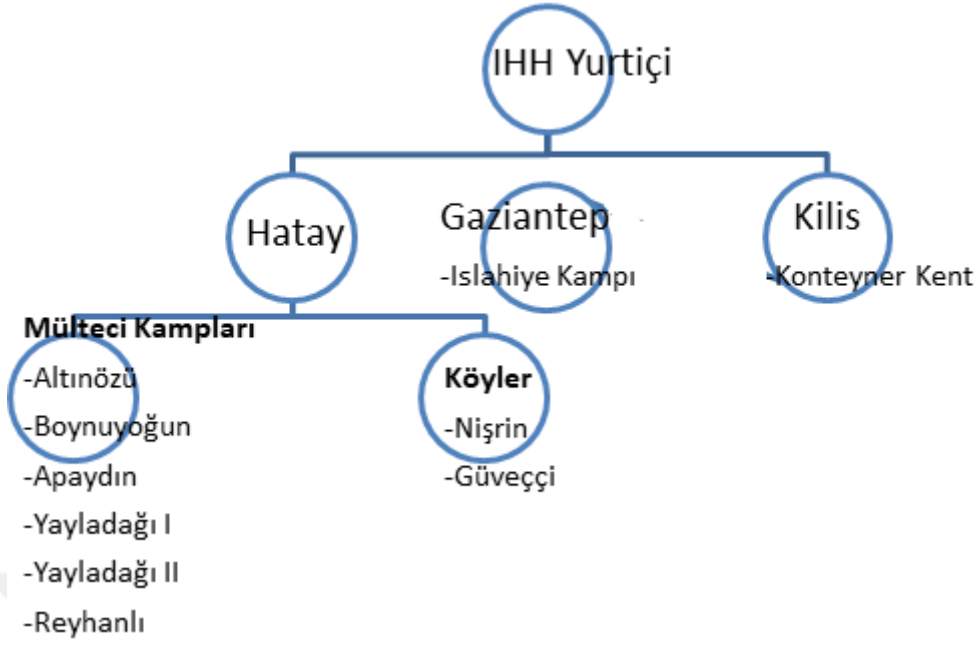 IHH Yurtiçi
Hatay
Gaziantep
-Islahiye Kampı
Kilis
-Konteyner Kent
Mülteci Kampları
-Altınözü
-Boynuyoğun
-Apaydın
-Yayladağı I
-Yayladağı II
-Reyhanlı
Köyler
-Nişrin
-Güveççi